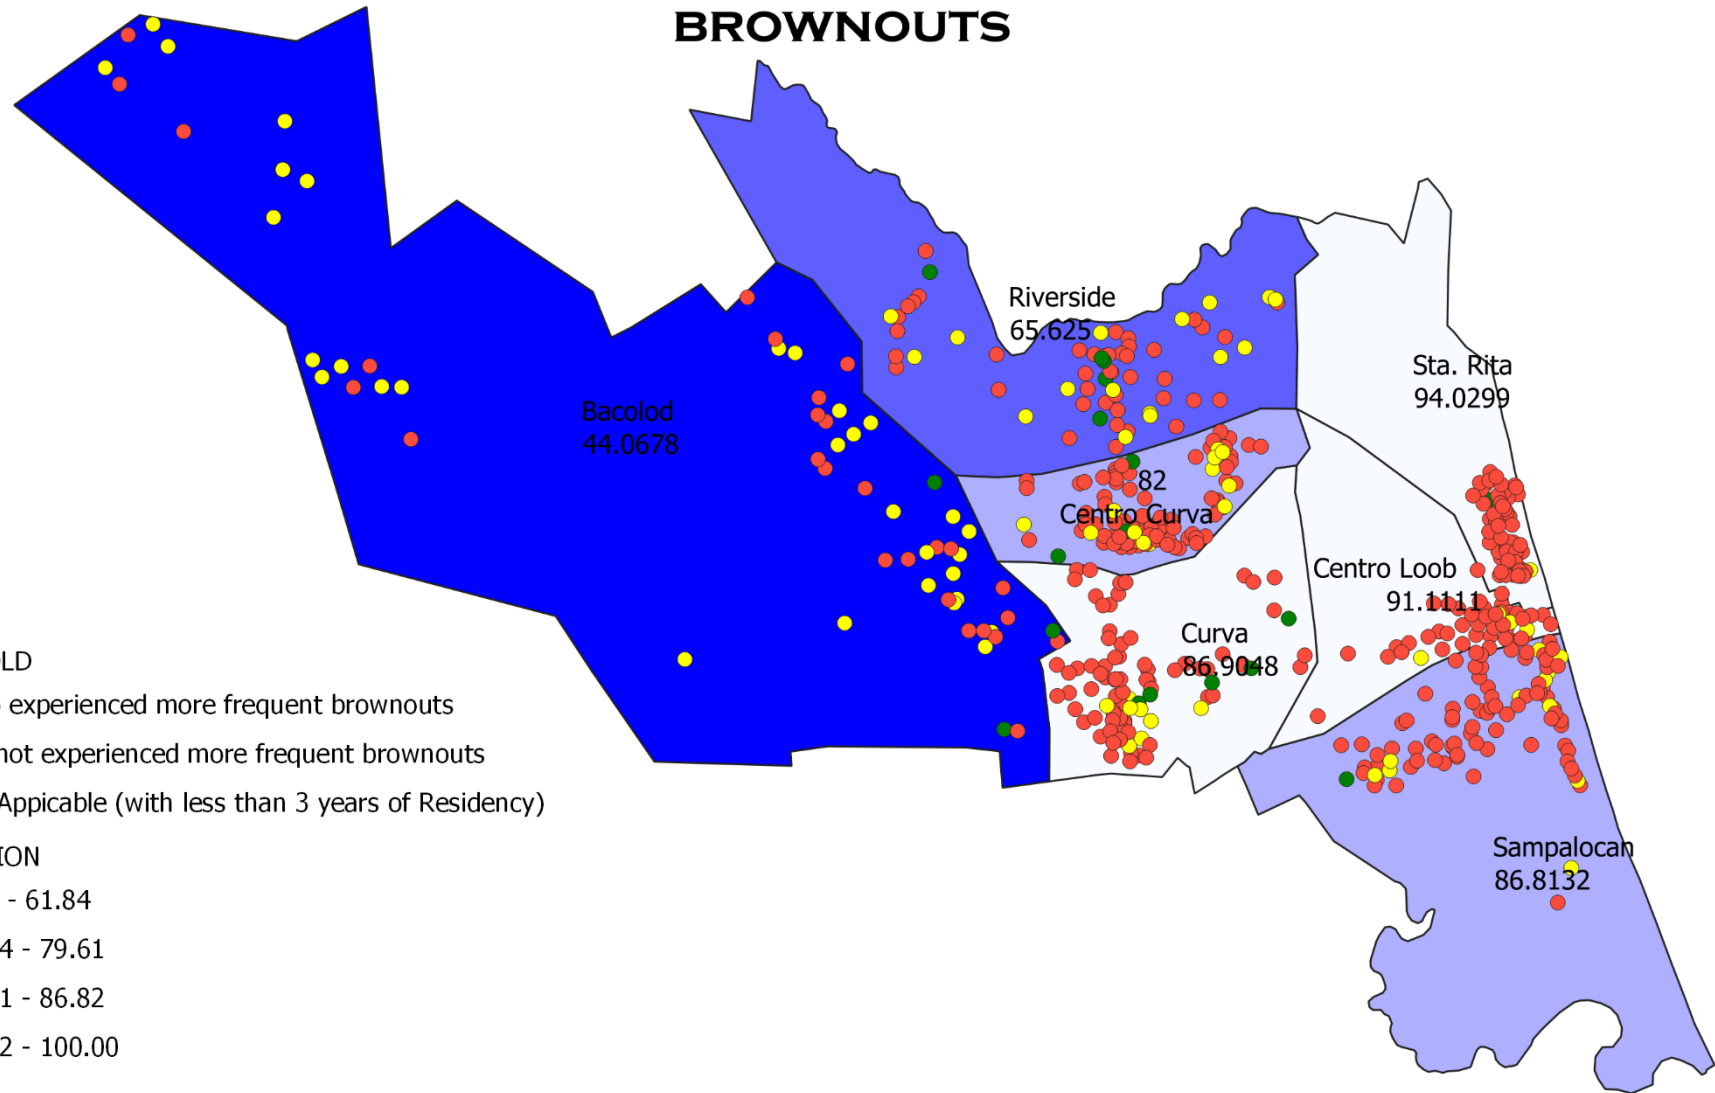 BROWNOUTS
Riverside
65.625
Sta. Rita
94.0299
Bacolod
44.0678
82
Centro Curva
Centro Loob
91.1111
Curva
86.9048
LD
experienced more frequent brownouts
not experienced more frequent brownouts
Appicable (with less than 3 years of Residency)
ION
- 61.84
4 - 79.61
1 - 86.82
2 - 100.00
Sampalocan
86.8132